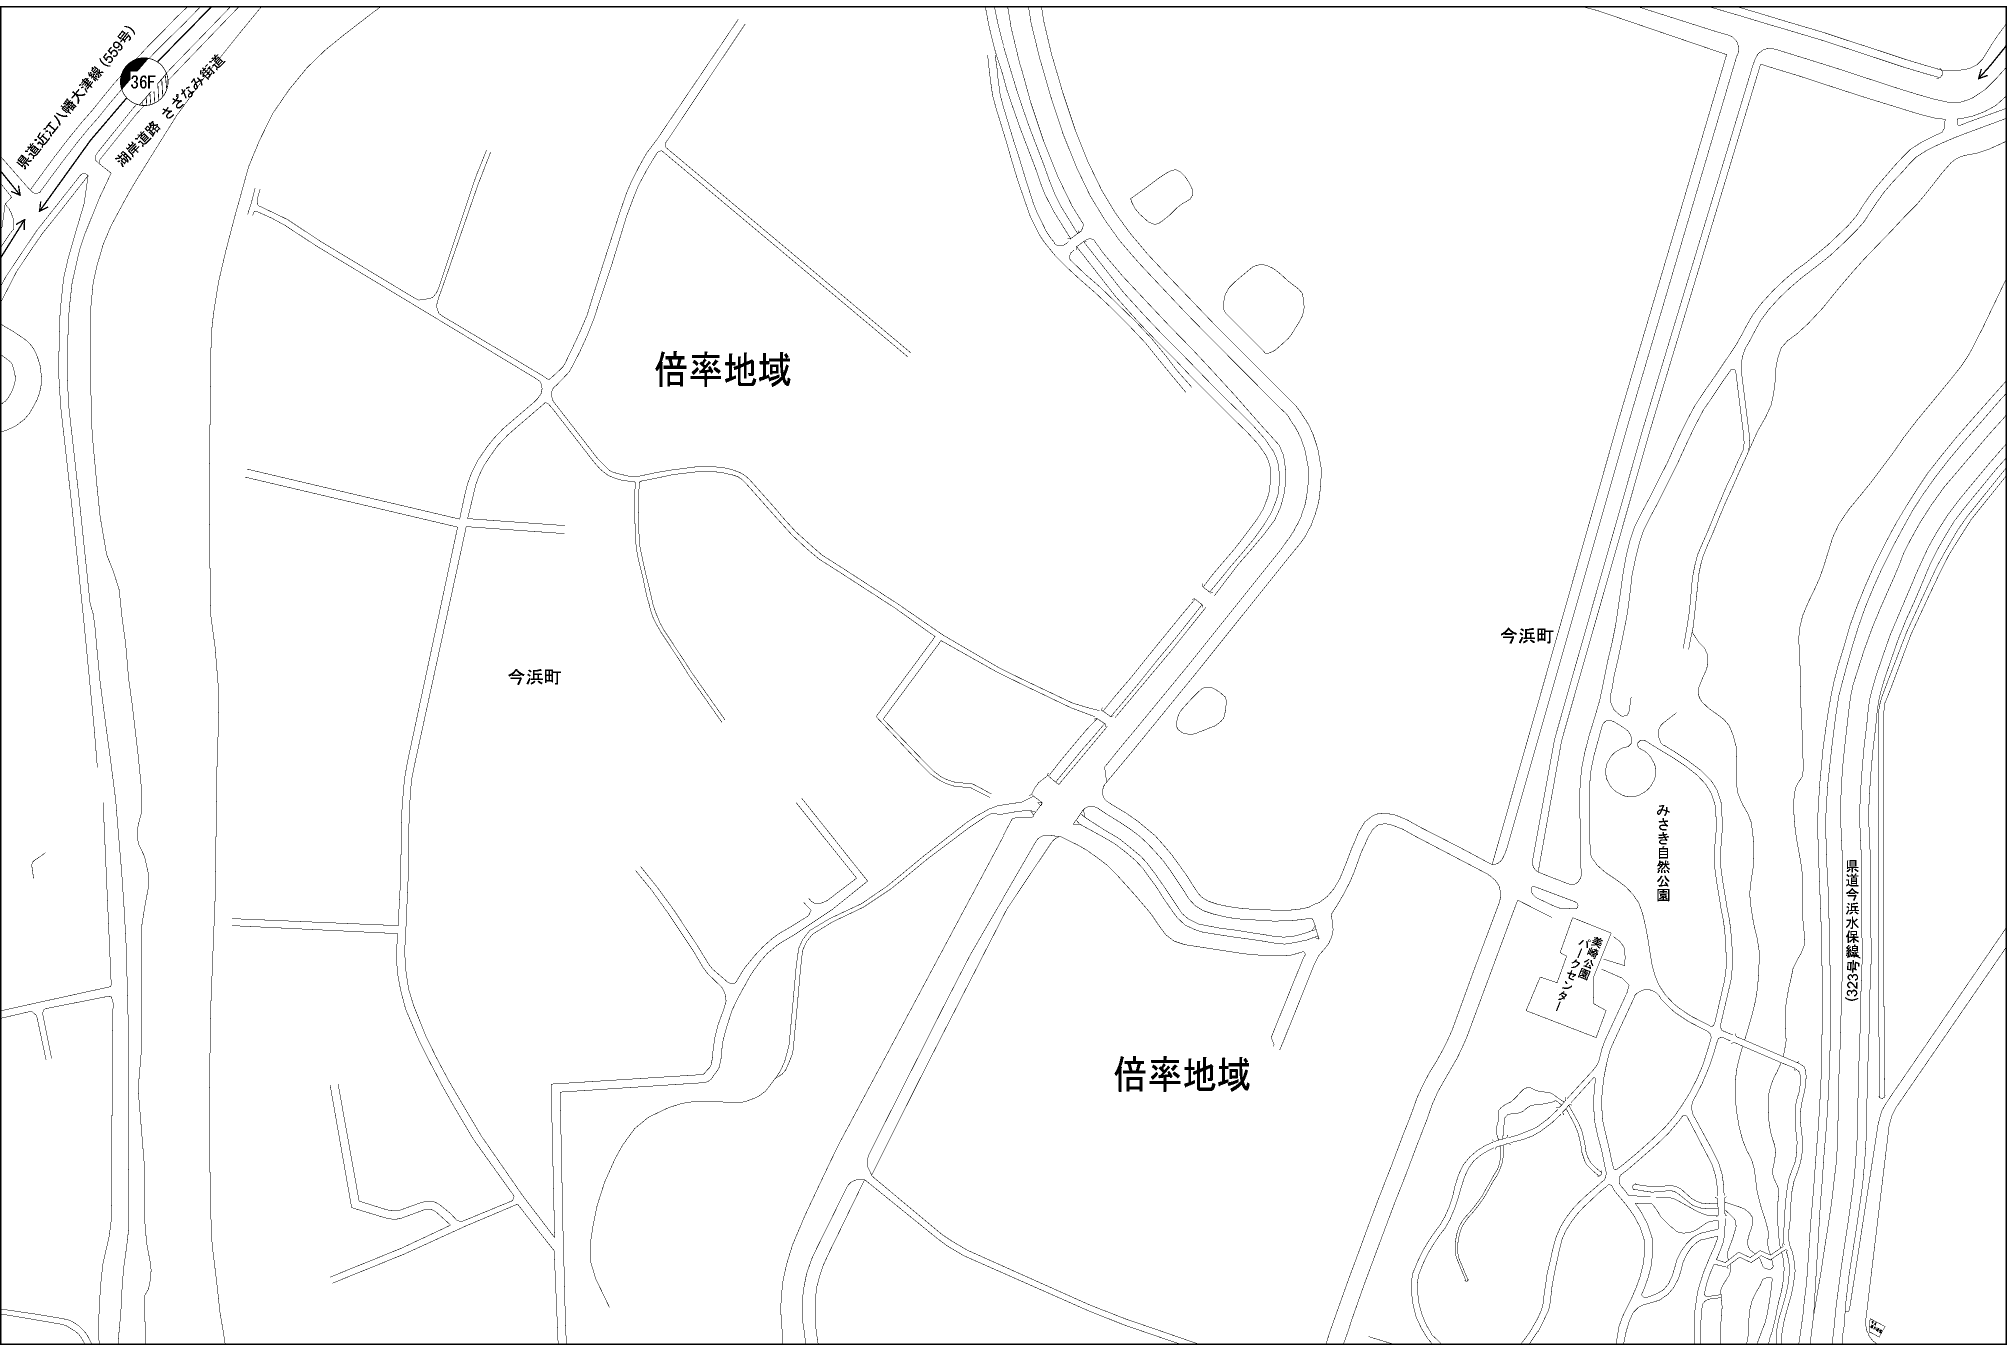 県道近江八幡大津線(559号)
36F
湖岸道路 さざなみ街道
倍率地域
今浜町
今浜町
みさき自然公園
県道今浜水保線(323号)
美崎公園
パークセンター
倍率地域